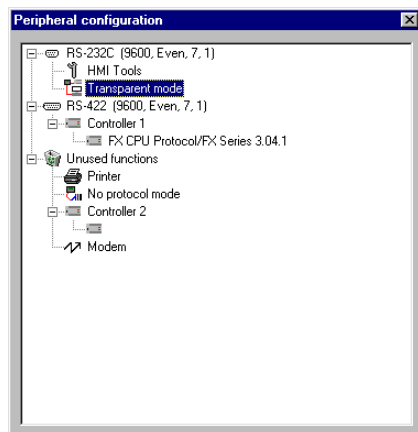 Peripheral configuration
RS-232C (9600, Even, 7, 1)
HMI Tools
Transparent mode
RS-422 (9600, Even, 7, 1)
Controller 1
FX CPU Protocol/FX Series 3.04.1
Unused functions
Printer
No protocol mode
Controller 2
Modem